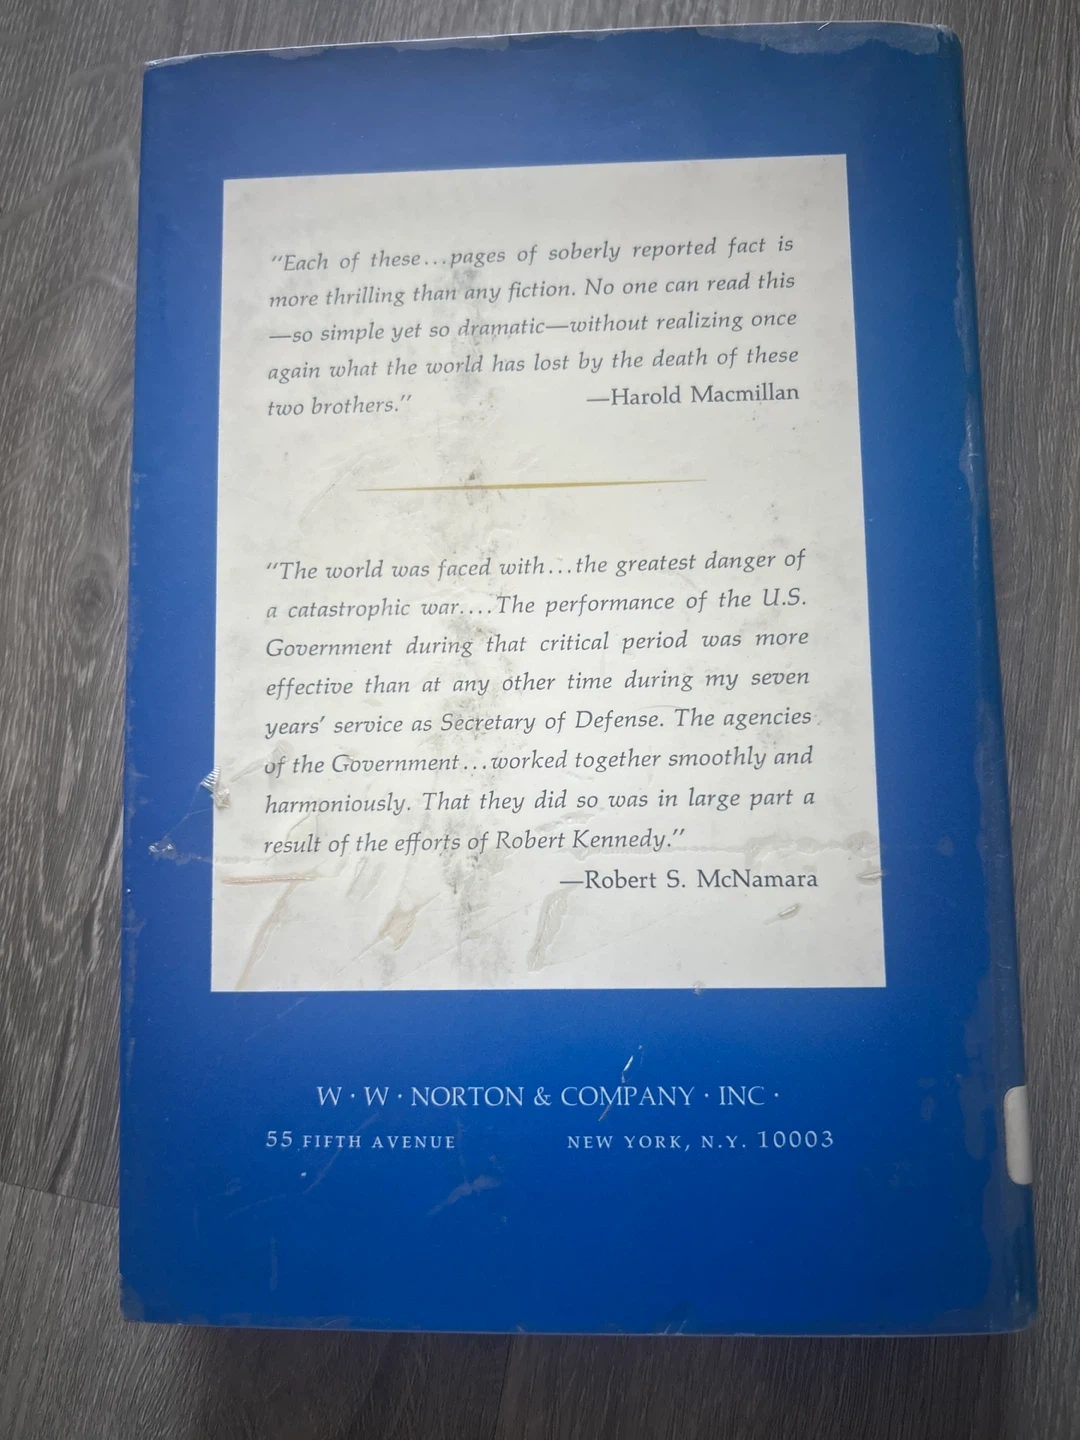 “Each of these...pages of soberly reported fact is
more thrilling than any fiction. No one can read this
—so simple yet so dramatic—without realizing once
again what the world has lost by the death of these
two brothers.” —Harold Macmillan
“The world was faced with...the greatest danger of
a catastrophic war....The performance of the U.S.
Government during that critical period was more
effective than at any other time during my seven
years’ service as Secretary of Defense. The agencies
of the Government...worked together smoothly and
harmoniously. That they did so was in large part a
result of the efforts of Robert Kennedy.”
—Robert S. McNamara
W · W · NORTON & COMPANY · INC ·
55 FIFTH AVENUE NEW YORK, N.Y. 10003